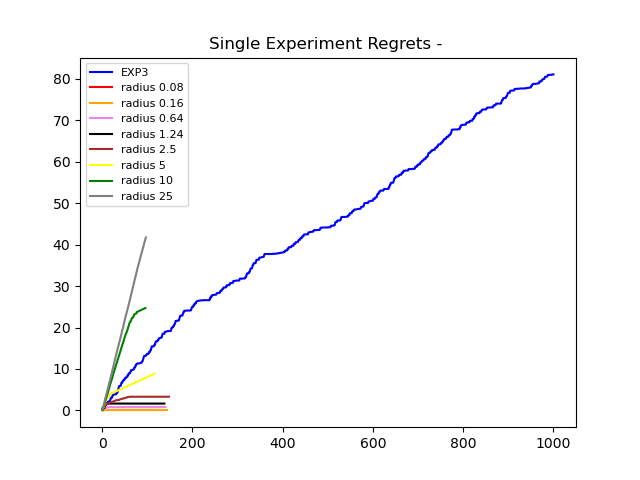 Single Experiment Regrets -
EXP3
radius 0.08
radius 0.16
radius 0.64
radius 1.24
radius 2.5
radius 5
radius 10
radius 25
80
70
60
50
40
30
20
10
0
0 200 400 600 800 1000